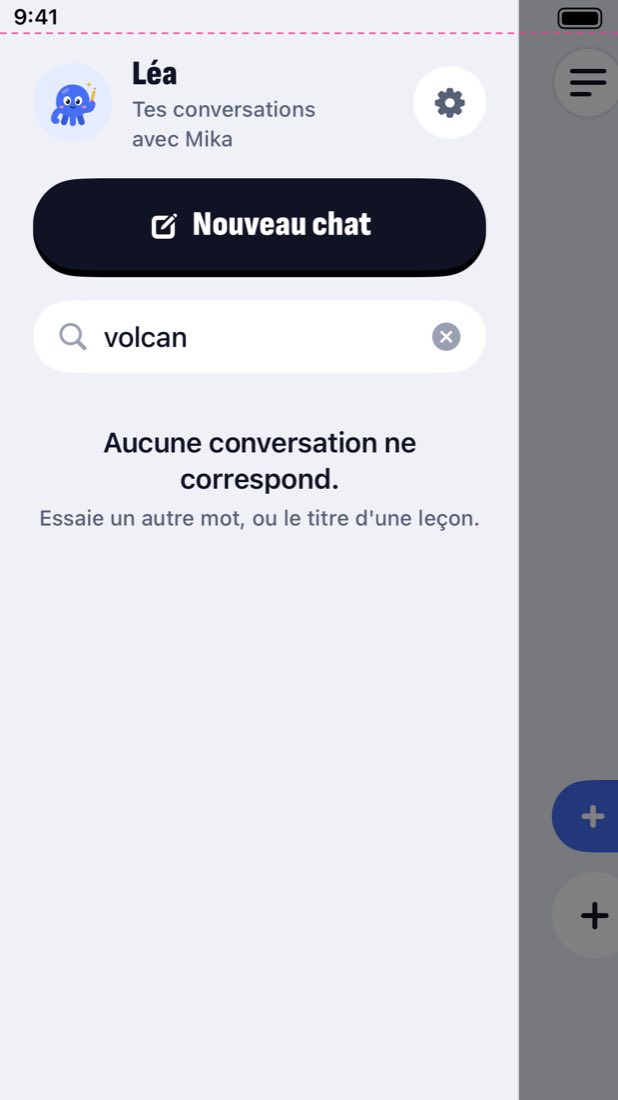 9:41
Léa
Tes conversations
avec Mika
Nouveau chat
volcan
Aucune conversation ne
correspond.
Essaie un autre mot, ou le titre d'une leçon.